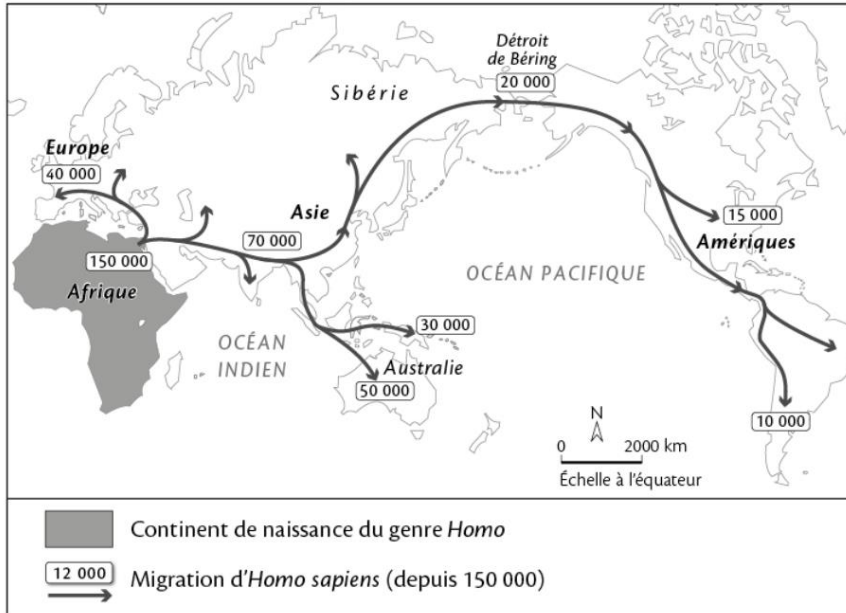 Détroit
de Béring
20 000
Sibérie
Europe
40 000
Asie
15 000
70 000
Amériques
150 000
OCÉAN PACIFIQUE
Afrique
30 000
OCÉAN
INDIEN
Australie
50 000
10 000
N
0 2000 km
Échelle à l'équateur
Continent de naissance du genre Homo
12 000
Migration d'Homo sapiens (depuis 150 000)